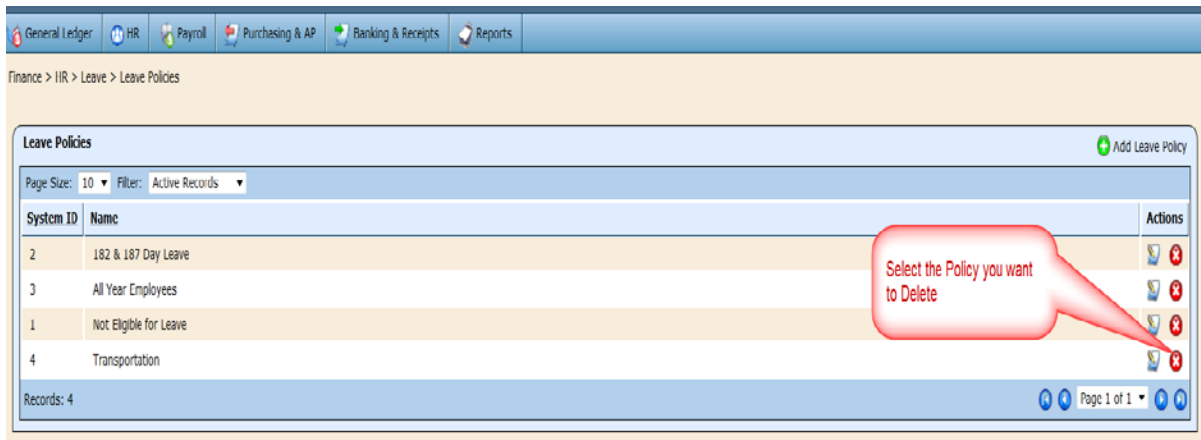 General Ledger HR Payroll Purchasing & AP Banking & Receipts Reports
Finance > HR > Leave > Leave Policies
Leave Policies Add Leave Policy
Page Size: 10 Filter: Active Records
System ID Name Actions
2 182 & 187 Day Leave
Select the Policy you want
to Delete
3 All Year Employees
1 Not Eligible for Leave
4 Transportation
Records: 4 Page 1 of 1